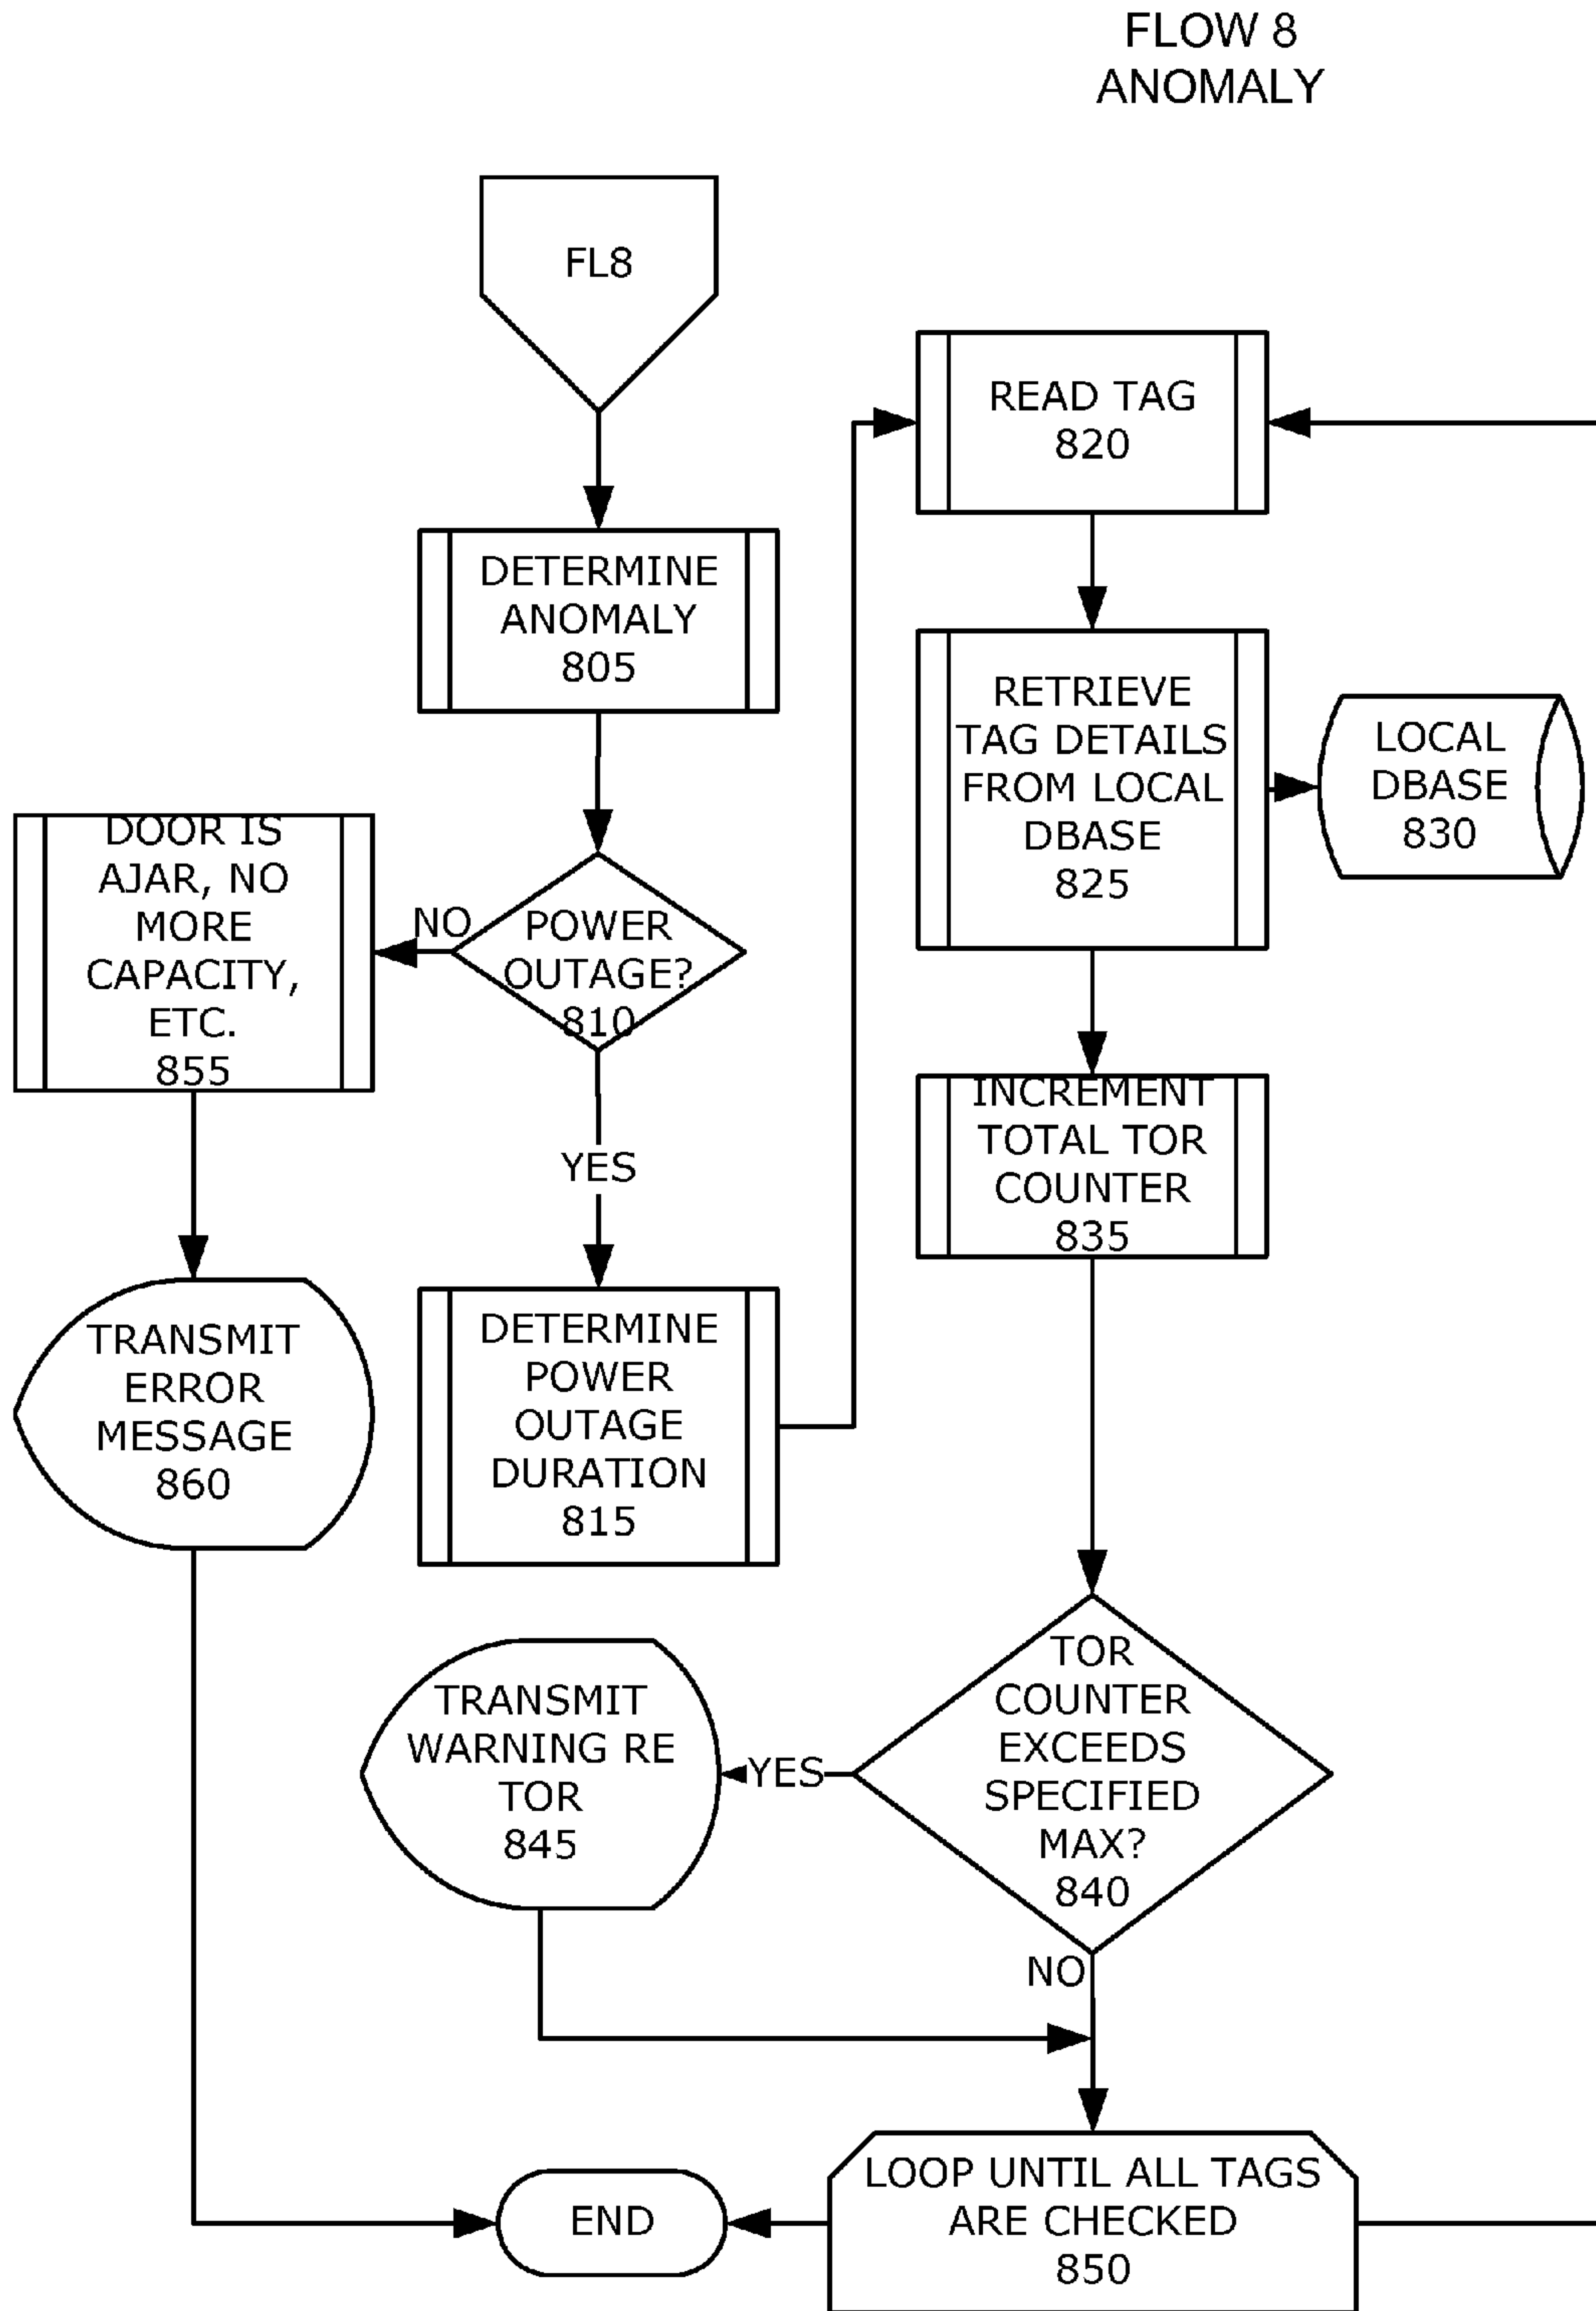 FLOW 8
ANOMALY
FL8
DETERMINE
ANOMALY
805
POWER
OUTAGE?
810
NO
DOOR IS
AJAR, NO
MORE
CAPACITY,
ETC.
855
TRANSMIT
ERROR
MESSAGE
860
YES
DETERMINE
POWER
OUTAGE
DURATION
815
READ TAG
820
RETRIEVE
TAG DETAILS
FROM LOCAL
DBASE
825
LOCAL
DBASE
830
INCREMENT
TOTAL TOR
COUNTER
835
TOR
COUNTER
EXCEEDS
SPECIFIED
MAX?
840
YES
TRANSMIT
WARNING RE
TOR
845
NO
LOOP UNTIL ALL TAGS
ARE CHECKED
850
END